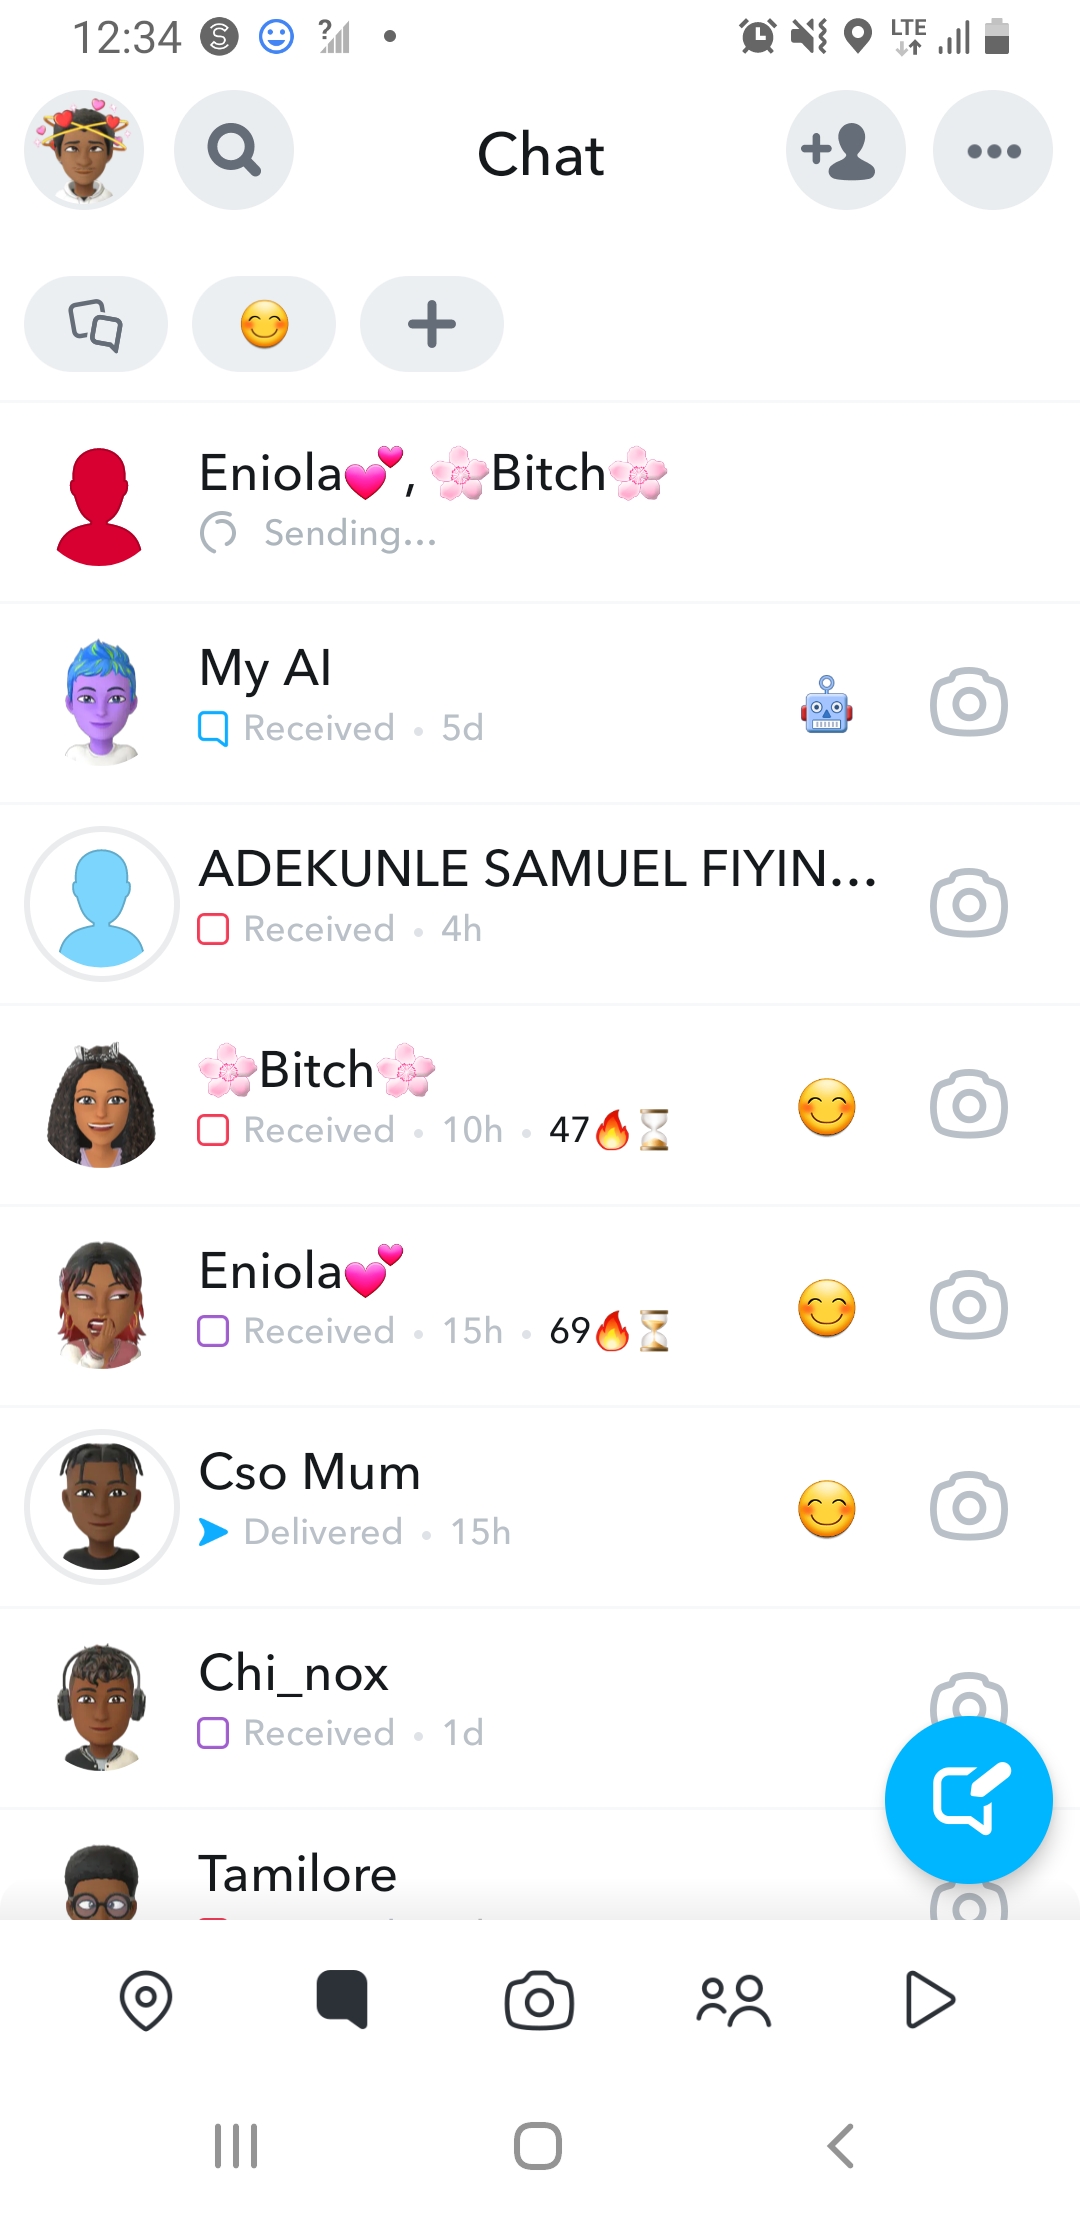 12:34 LTE
Chat
Eniola💕, 🌸Bitch🌸
Sending...
My AI
Received • 5d
ADEKUNLE SAMUEL FIYIN...
Received • 4h
🌸Bitch🌸
Received • 10h • 47🔥⌛
Eniola💕
Received • 15h • 69🔥⌛
Cso Mum
Delivered • 15h
Chi_nox
Received • 1d
Tamilore